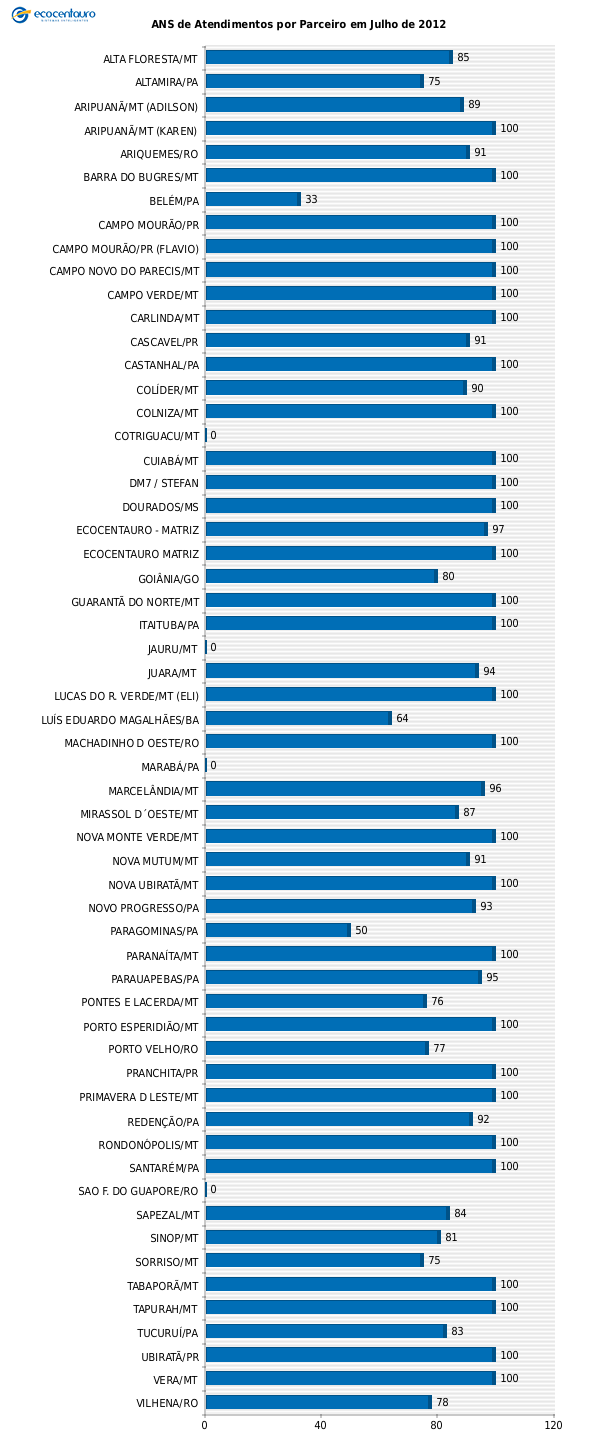 ecocentauro
ANS de Atendimentos por Parceiro em Julho de 2012
ALTA FLORESTA/MT 85
ALTAMIRA/PA 75
ARIPUANÃ/MT (ADILSON) 89
ARIPUANÃ/MT (KAREN) 100
ARIQUEMES/RO 91
BARRA DO BUGRES/MT 100
BELÉM/PA 33
CAMPO MOURÃO/PR 100
CAMPO MOURÃO/PR (FLAVIO) 100
CAMPO NOVO DO PARECIS/MT 100
CAMPO VERDE/MT 100
CARLINDA/MT 100
CASCAVEL/PR 91
CASTANHAL/PA 100
COLÍDER/MT 90
COLNIZA/MT 100
COTRIGUACU/MT 0
CUIABÁ/MT 100
DM7 / STEFAN 100
DOURADOS/MS 100
ECOCENTAURO - MATRIZ 97
ECOCENTAURO MATRIZ 100
GOIÂNIA/GO 80
GUARANTÃ DO NORTE/MT 100
ITAITUBA/PA 100
JAURU/MT 0
JUARA/MT 94
LUCAS DO R. VERDE/MT (ELI) 100
LUÍS EDUARDO MAGALHÃES/BA 64
MACHADINHO D OESTE/RO 100
MARABÁ/PA 0
MARCELÂNDIA/MT 96
MIRASSOL D´OESTE/MT 87
NOVA MONTE VERDE/MT 100
NOVA MUTUM/MT 91
NOVA UBIRATÃ/MT 100
NOVO PROGRESSO/PA 93
PARAGOMINAS/PA 50
PARANAÍTA/MT 100
PARAUAPEBAS/PA 95
PONTES E LACERDA/MT 76
PORTO ESPERIDIÃO/MT 100
PORTO VELHO/RO 77
PRANCHITA/PR 100
PRIMAVERA D LESTE/MT 100
REDENÇÃO/PA 92
RONDONÓPOLIS/MT 100
SANTARÉM/PA 100
SAO F. DO GUAPORE/RO 0
SAPEZAL/MT 84
SINOP/MT 81
SORRISO/MT 75
TABAPORÃ/MT 100
TAPURAH/MT 100
TUCURUÍ/PA 83
UBIRATÃ/PR 100
VERA/MT 100
VILHENA/RO 78
0 40 80 120